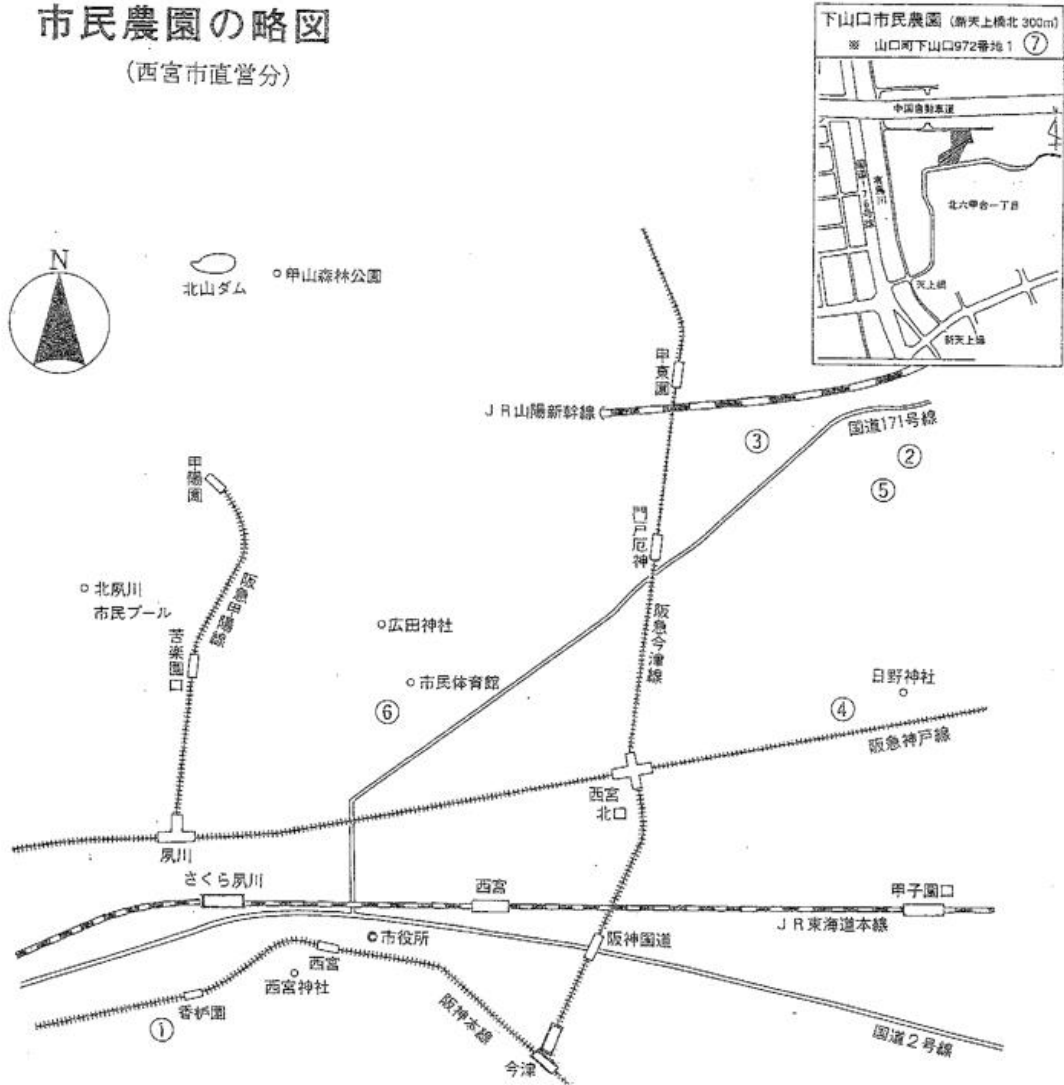 市民農園の略図
(西宮市直営分)
下山口市民農園 (新天上橋北 300m)
※ 山口町下山口972番地1 ⑦
中国自動車道
国道176号線
有馬川
北六甲台一丁目
天上橋
新天上橋
N
北山ダム
甲山森林公園
甲東園
JR山陽新幹線
国道171号線
③
②
⑤
甲陽園
門戸厄神
阪急甲陽線
北夙川
市民プール
苦楽園口
広田神社
阪急今津線
市民体育館
⑥
日野神社
④
阪急神戸線
西宮
北口
夙川
さくら夙川
西宮
甲子園口
JR東海道本線
市役所
阪神国道
西宮
西宮神社
香枦園
①
阪神本線
今津
国道2号線